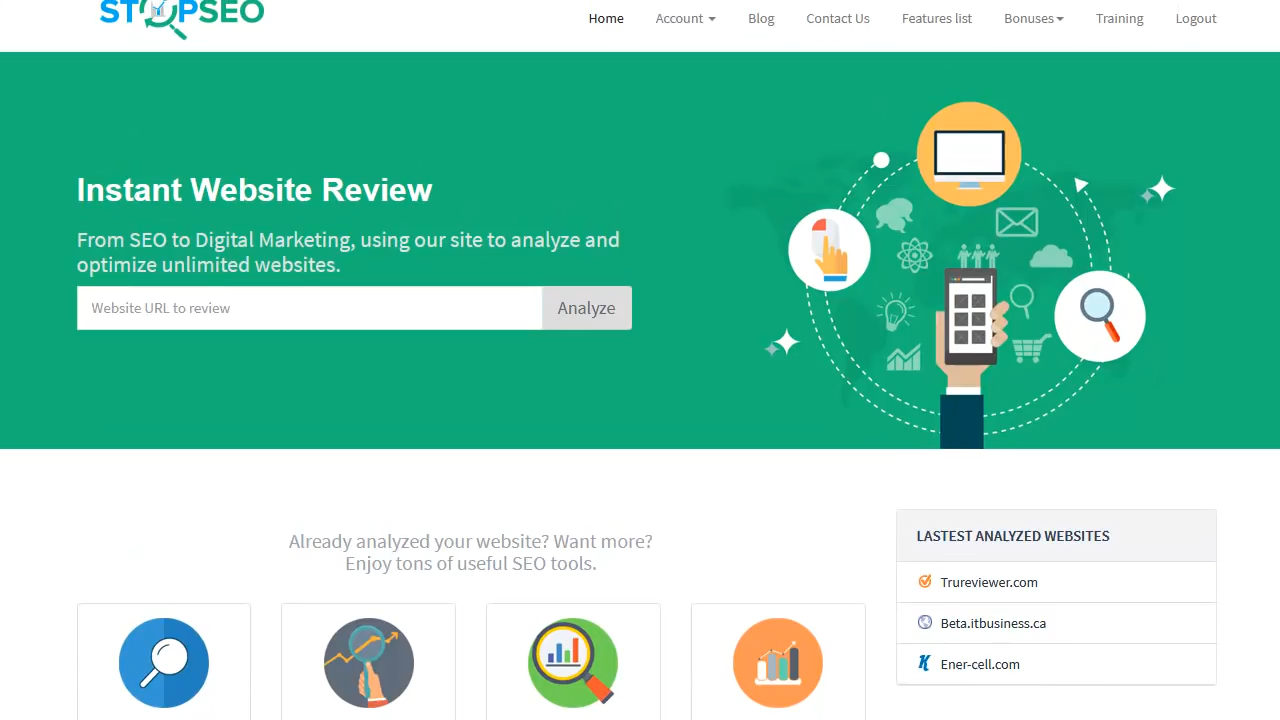 STOPSEO
Home Account Blog Contact Us Features list Bonuses Training Logout
Instant Website Review
From SEO to Digital Marketing, using our site to analyze and
optimize unlimited websites.
Website URL to review Analyze
Already analyzed your website? Want more?
Enjoy tons of useful SEO tools.
LASTEST ANALYZED WEBSITES
Trureviewer.com
Beta.itbusiness.ca
Ener-cell.com